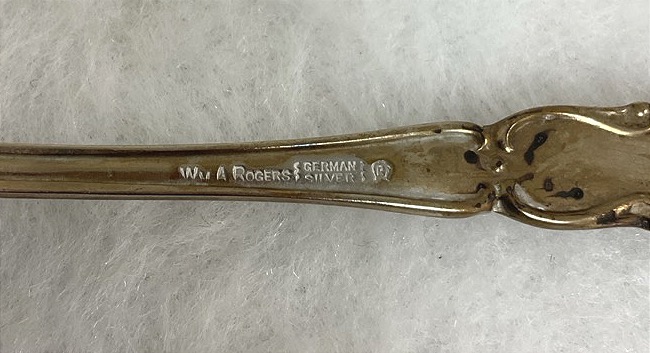 WM A ROGERS GERMAN SILVER R